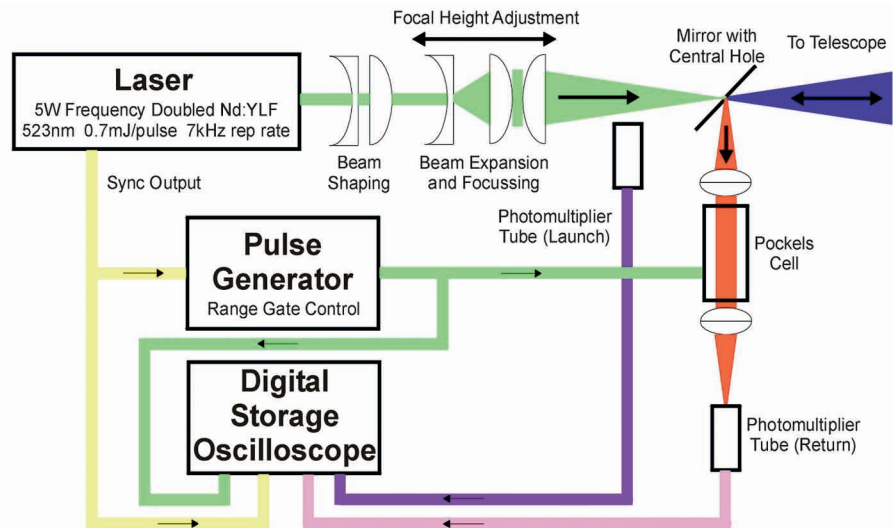 Focal Height Adjustment
Mirror with
Central Hole
To Telescope
Laser
5W Frequency Doubled Nd:YLF
523nm 0.7mJ/pulse 7kHz rep rate
Beam
Shaping
Beam Expansion
and Focussing
Sync Output
Photomultiplier
Tube (Launch)
Pockels
Cell
Pulse
Generator
Range Gate Control
Digital
Storage
Oscilloscope
Photomultiplier
Tube (Return)